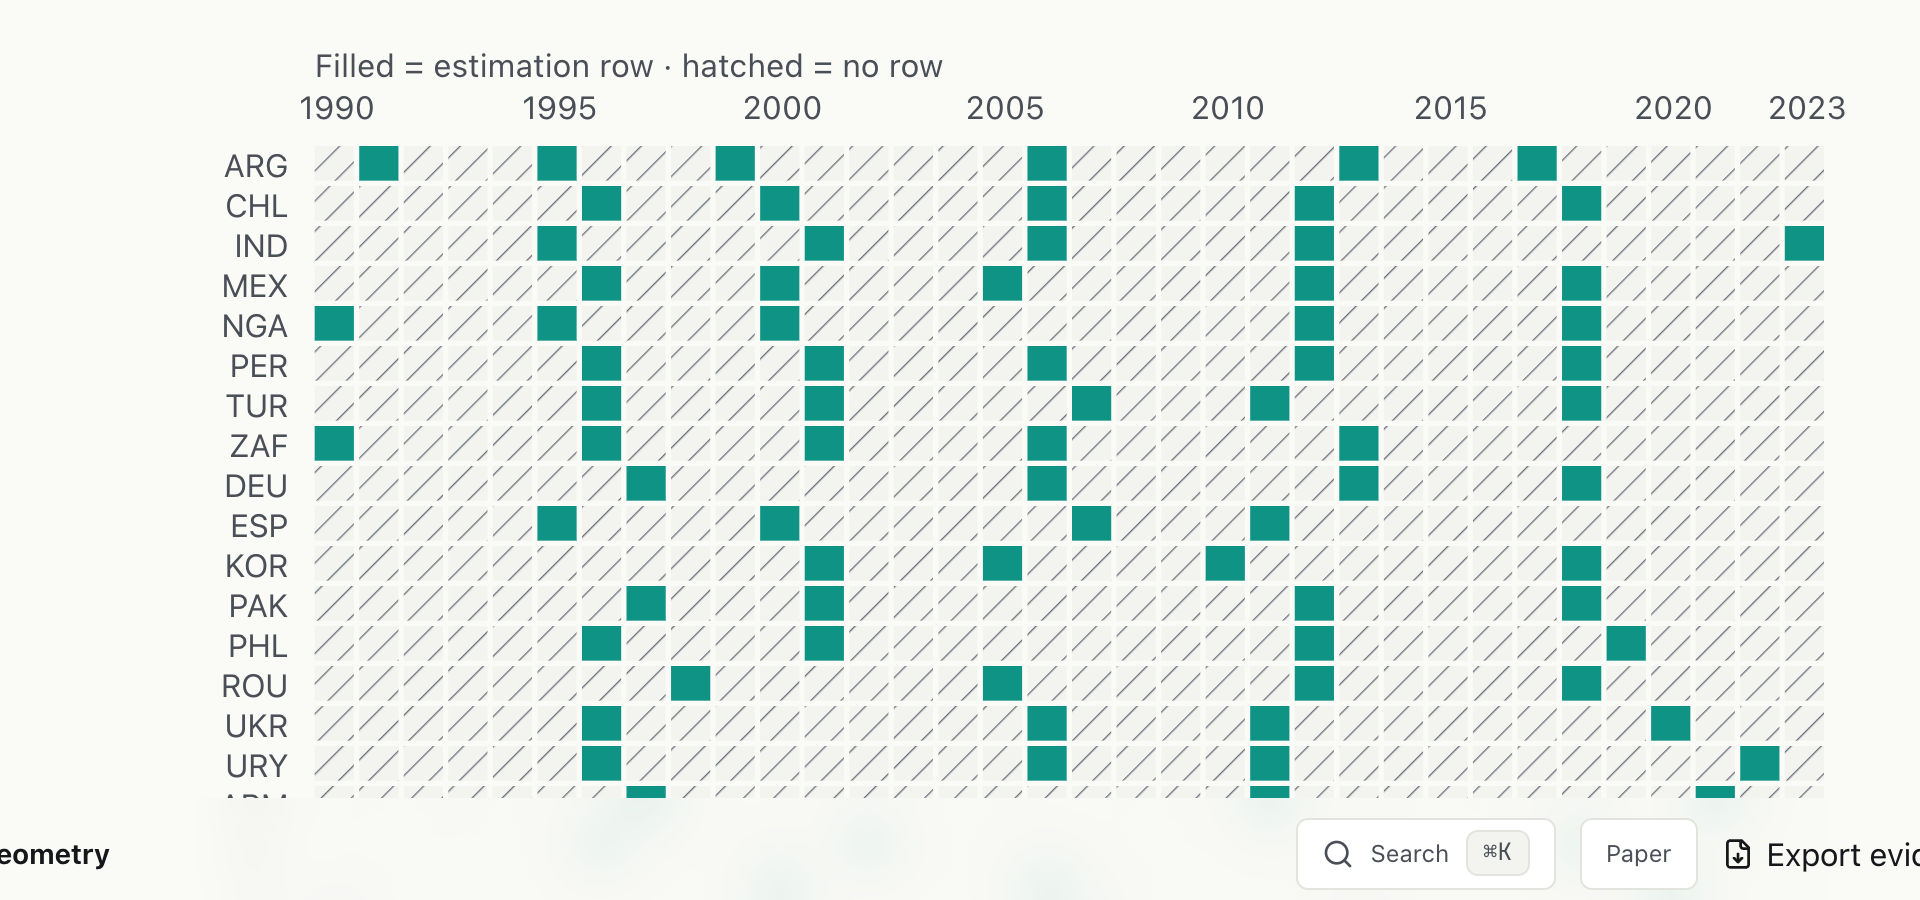 Filled = estimation row · hatched = no row
1990 1995 2000 2005 2010 2015 2020 2023
ARG
CHL
IND
MEX
NGA
PER
TUR
ZAF
DEU
ESP
KOR
PAK
PHL
ROU
UKR
URY
eometry Search ⌘K Paper Export evic